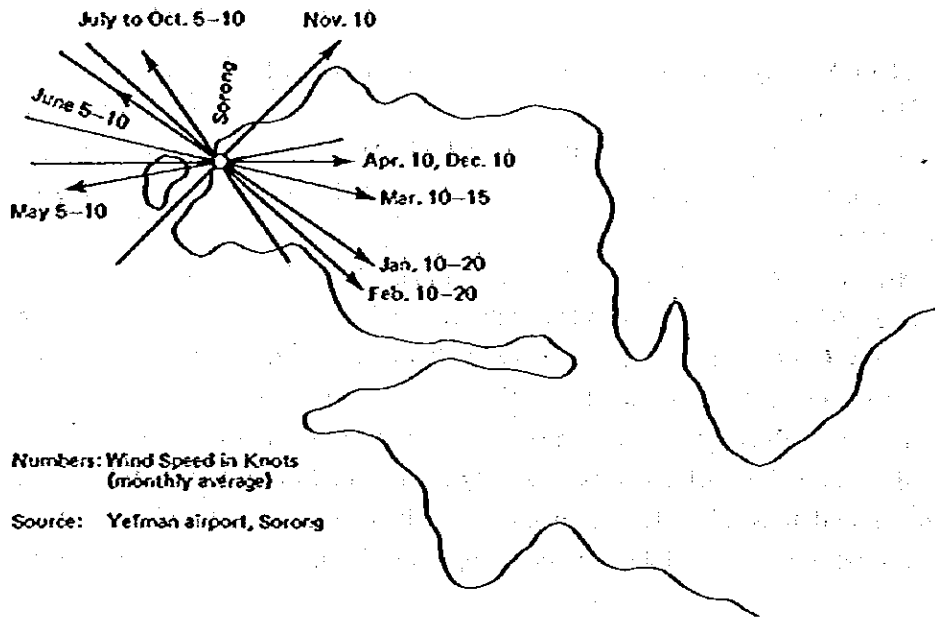 July to Oct. 5–10
Nov. 10
Sorong
June 5–10
Apr. 10, Dec. 10
Mar. 10–15
May 5–10
Jan. 10–20
Feb. 10–20
Numbers: Wind Speed in Knots
(monthly average)
Source: Yefman airport, Sorong